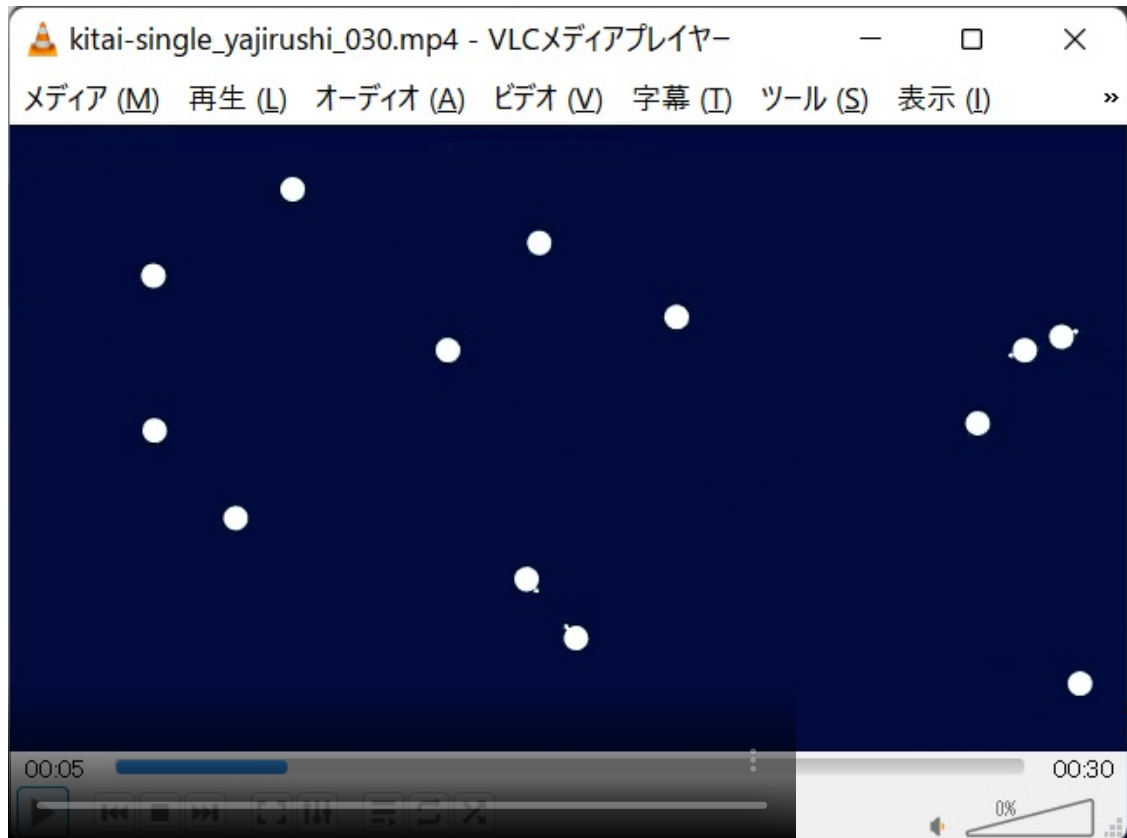 kitai-single_yajirushi_030.mp4 - VLCメディアプレイヤー
メディア (M) 再生 (L) オーディオ (A) ビデオ (V) 字幕 (T) ツール (S) 表示 (I) »
00:05 00:30
0%